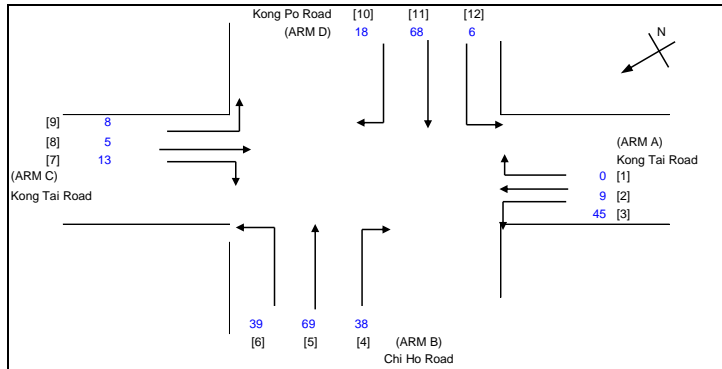 Kong Po Road [10] [11] [12]
(ARM D) 18 68 6
N
[9] 8
[8] 5
[7] 13
(ARM C)
Kong Tai Road
(ARM A)
Kong Tai Road
0 [1]
9 [2]
45 [3]
39 69 38
[6] [5] [4] (ARM B)
Chi Ho Road